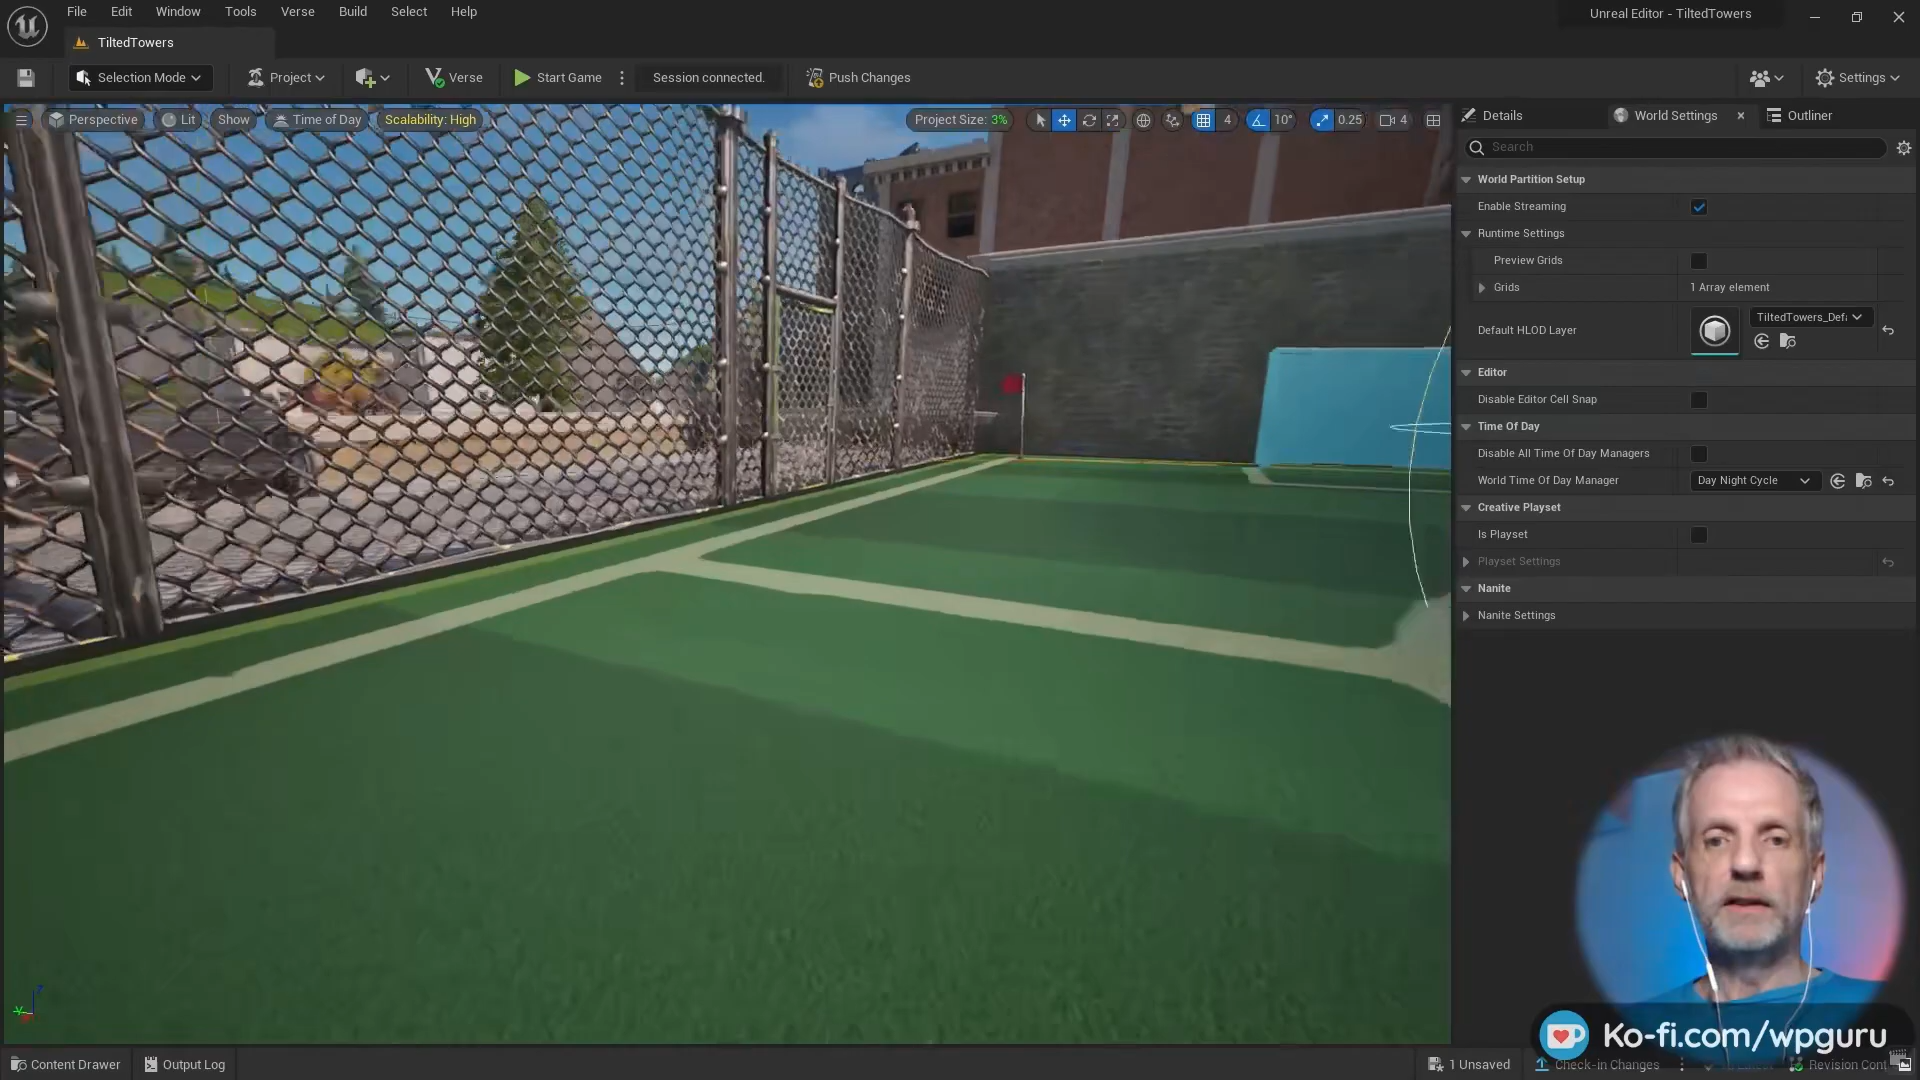 File Edit Window Tools Verse Build Select Help
Unreal Editor - TiltedTowers
TiltedTowers
Selection Mode
Project
Verse
Start Game
Session connected.
Push Changes
Settings
Perspective
Lit
Show
Time of Day
Scalability: High
Project Size: 3%
4
10°
0.25
4
Details
World Settings
Outliner
Search
World Partition Setup
Enable Streaming
Runtime Settings
Preview Grids
Grids
1 Array element
Default HLOD Layer
TiltedTowers_Def
Editor
Disable Editor Cell Snap
Time Of Day
Disable All Time Of Day Managers
World Time Of Day Manager
Day Night Cycle
Creative Playset
Is Playset
Playset Settings
Nanite
Nanite Settings
Ko-fi.com/wpguru
Content Drawer
Output Log
1 Unsaved
Check-in Changes
Revision Cont